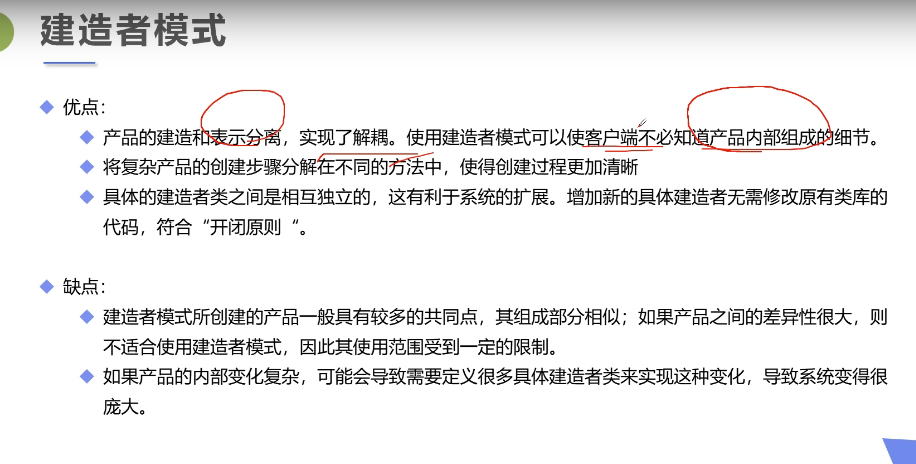 建造者模式
优点：
产品的建造和表示分离，实现了解耦。使用建造者模式可以使客户端不必知道产品内部组成的细节。
将复杂产品的创建步骤分解在不同的方法中，使得创建过程更加清晰
具体的建造者类之间是相互独立的，这有利于系统的扩展。增加新的具体建造者无需修改原有类库的
代码，符合“开闭原则“。
缺点：
建造者模式所创建的产品一般具有较多的共同点，其组成部分相似；如果产品之间的差异性很大，则
不适合使用建造者模式，因此其使用范围受到一定的限制。
如果产品的内部变化复杂，可能会导致需要定义很多具体建造者类来实现这种变化，导致系统变得很
庞大。